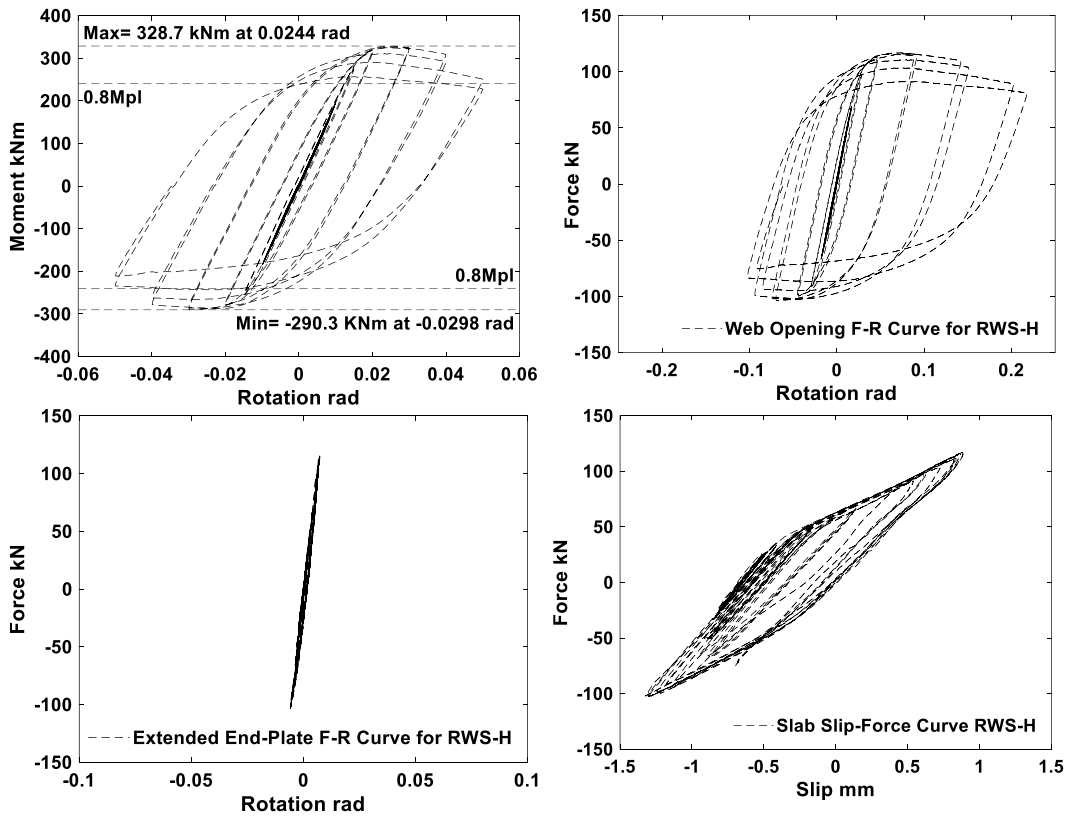 400
Max= 328.7 kNm at 0.0244 rad
300
200
0.8Mpl
100
0
-100
-200
0.8Mpl
-300
Min= -290.3 KNm at -0.0298 rad
-400
-0.06 -0.04 -0.02 0 0.02 0.04 0.06
Moment kNm
Rotation rad
150
100
50
0
-50
-100
-150
Web Opening F-R Curve for RWS-H
-0.2 -0.1 0 0.1 0.2
Force kN
Rotation rad
150
100
50
0
-50
-100
-150
Extended End-Plate F-R Curve for RWS-H
-0.1 -0.05 0 0.05 0.1
Force kN
Rotation rad
150
100
50
0
-50
-100
-150
Slab Slip-Force Curve RWS-H
-1.5 -1 -0.5 0 0.5 1 1.5
Force kN
Slip mm